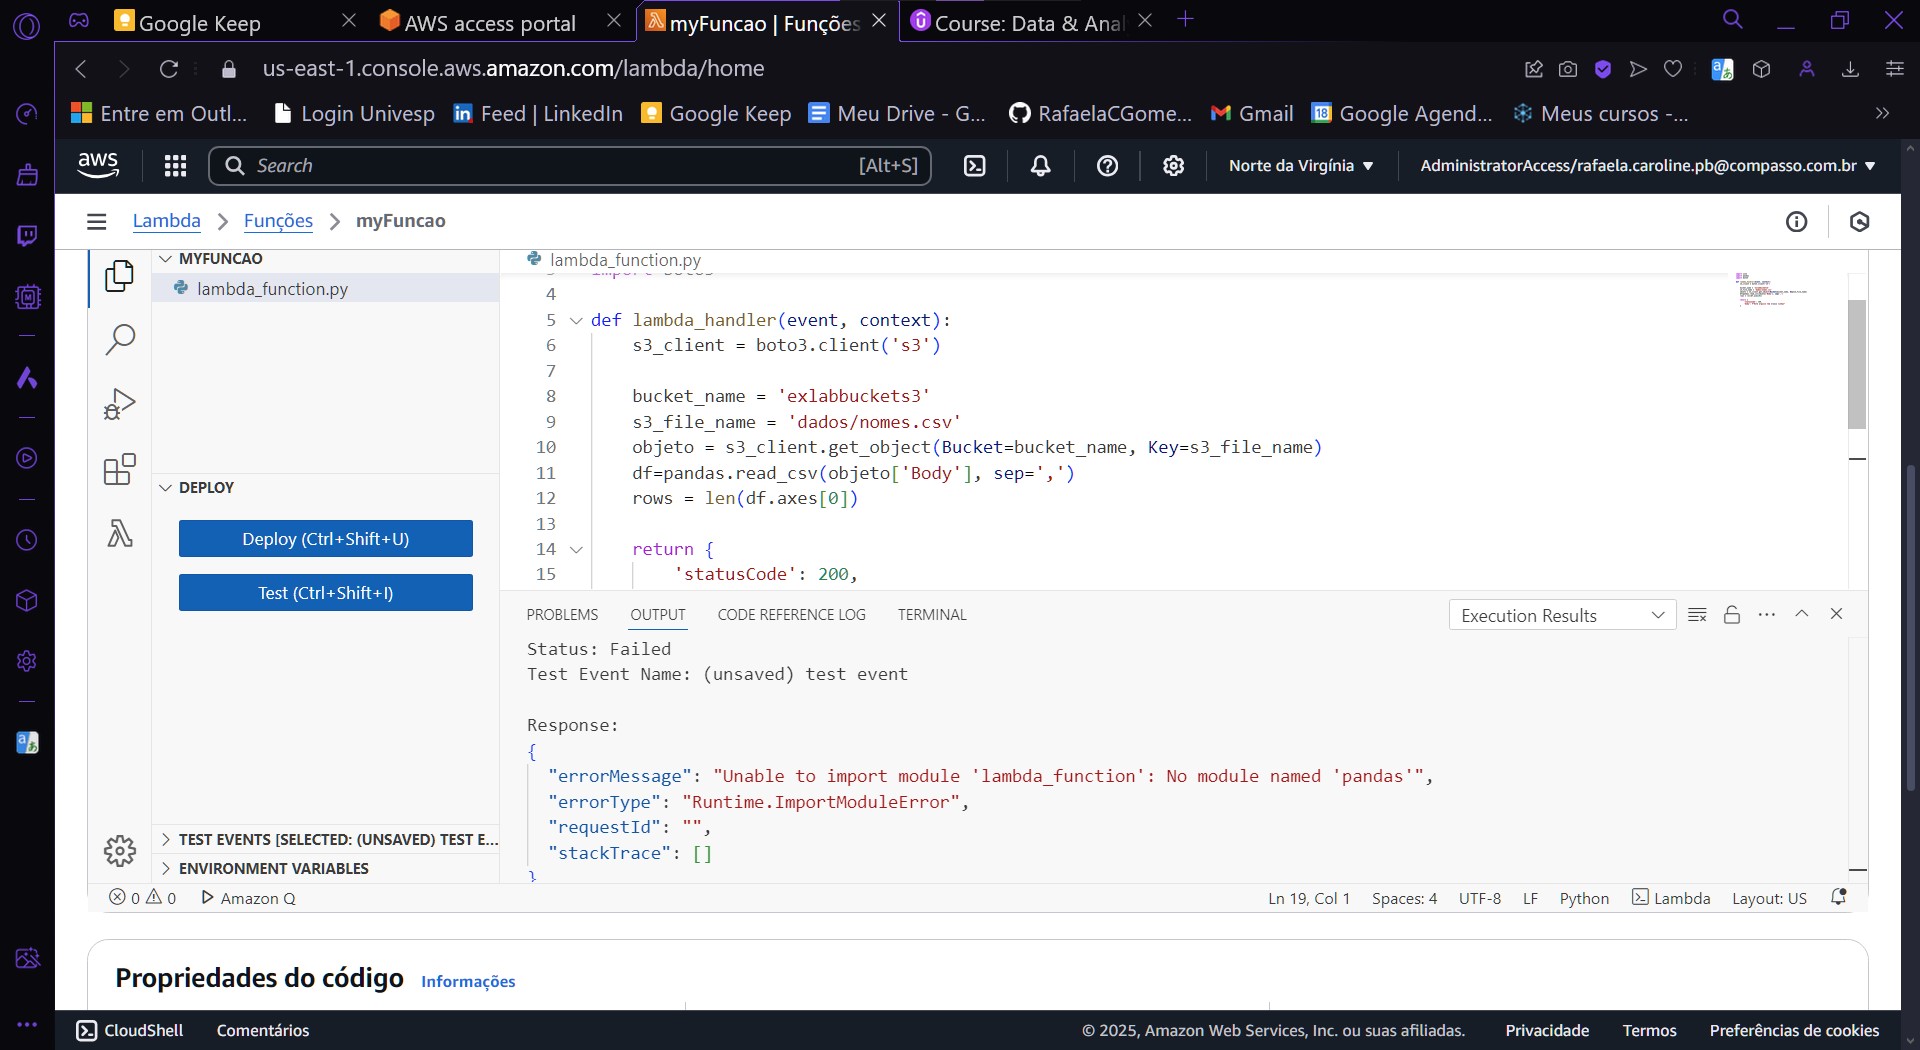 Google Keep
AWS access portal
myFuncao | Funções
Course: Data & Anal
us-east-1.console.aws.amazon.com/lambda/home
Entre em Outl...
Login Univesp
Feed | LinkedIn
Google Keep
Meu Drive - G...
RafaelaCGome...
Gmail
Google Agend...
Meus cursos -...
aws
Search
[Alt+S]
Norte da Virgínia
AdministratorAccess/rafaela.caroline.pb@compasso.com.br
Lambda > Funções > myFuncao
MYFUNCAO
lambda_function.py
DEPLOY
Deploy (Ctrl+Shift+U)
Test (Ctrl+Shift+I)
TEST EVENTS [SELECTED: (UNSAVED) TEST E...
ENVIRONMENT VARIABLES
lambda_function.py
3 import boto3
4
5 def lambda_handler(event, context):
6 s3_client = boto3.client('s3')
7
8 bucket_name = 'exlabbuckets3'
9 s3_file_name = 'dados/nomes.csv'
10 objeto = s3_client.get_object(Bucket=bucket_name, Key=s3_file_name)
11 df=pandas.read_csv(objeto['Body'], sep=',')
12 rows = len(df.axes[0])
13
14 return {
15 'statusCode': 200,
PROBLEMS OUTPUT CODE REFERENCE LOG TERMINAL
Execution Results
Status: Failed
Test Event Name: (unsaved) test event
Response:
{
"errorMessage": "Unable to import module 'lambda_function': No module named 'pandas'",
"errorType": "Runtime.ImportModuleError",
"requestId": "",
"stackTrace": []
}
0 0 Amazon Q
Ln 19, Col 1 Spaces: 4 UTF-8 LF Python Lambda Layout: US
Propriedades do código Informações
CloudShell Comentários
© 2025, Amazon Web Services, Inc. ou suas afiliadas. Privacidade Termos Preferências de cookies